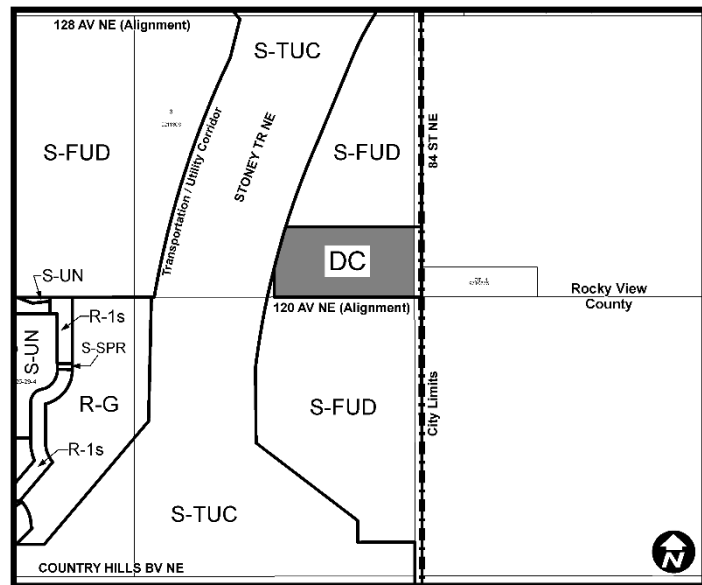 128 AV NE (Alignment)
S-TUC
S-FUD
Transportation / Utility Corridor
STONEY TR NE
S-FUD
84 ST NE
DC
S-UN
120 AV NE (Alignment)
Rocky View
County
R-1s
S-SPR
S-UN
R-G
S-FUD
City Limits
R-1s
S-TUC
COUNTRY HILLS BV NE
N